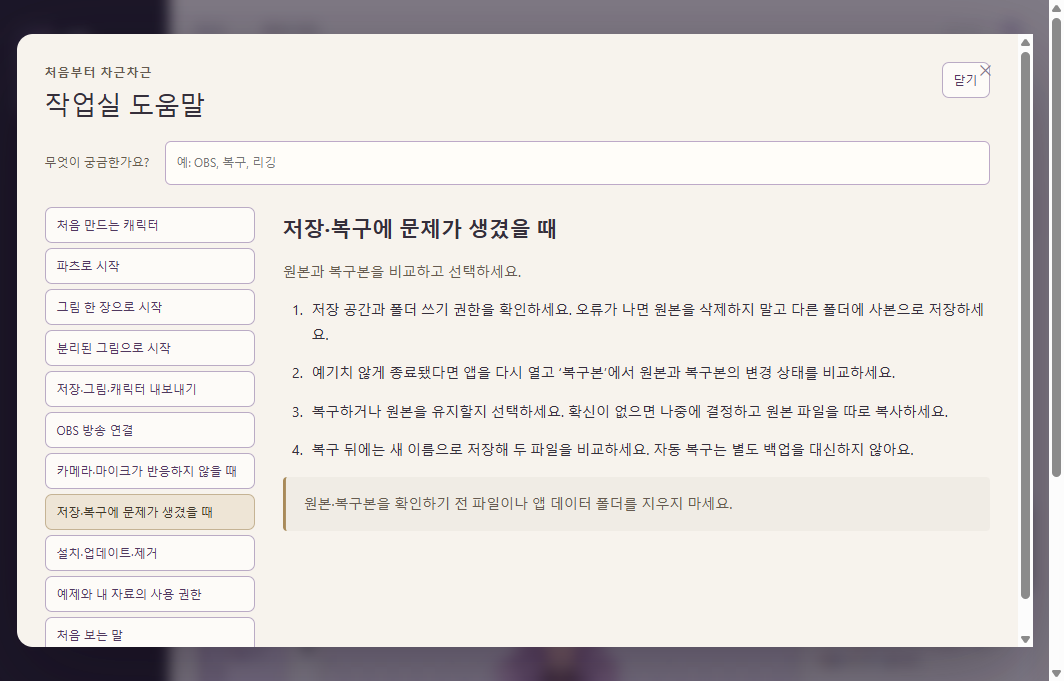 처음부터 차근차근
작업실 도움말
닫기
무엇이 궁금한가요?
예: OBS, 복구, 리깅
처음 만드는 캐릭터
파츠로 시작
그림 한 장으로 시작
분리된 그림으로 시작
저장·그림·캐릭터 내보내기
OBS 방송 연결
카메라·마이크가 반응하지 않을 때
저장·복구에 문제가 생겼을 때
설치·업데이트·제거
예제와 내 자료의 사용 권한
처음 보는 말
저장·복구에 문제가 생겼을 때
원본과 복구본을 비교하고 선택하세요.
1. 저장 공간과 폴더 쓰기 권한을 확인하세요. 오류가 나면 원본을 삭제하지 말고 다른 폴더에 사본으로 저장하세
요.
2. 예기치 않게 종료됐다면 앱을 다시 열고 ‘복구본’에서 원본과 복구본의 변경 상태를 비교하세요.
3. 복구하거나 원본을 유지할지 선택하세요. 확신이 없으면 나중에 결정하고 원본 파일을 따로 복사하세요.
4. 복구 뒤에는 새 이름으로 저장해 두 파일을 비교하세요. 자동 복구는 별도 백업을 대신하지 않아요.
원본·복구본을 확인하기 전 파일이나 앱 데이터 폴더를 지우지 마세요.